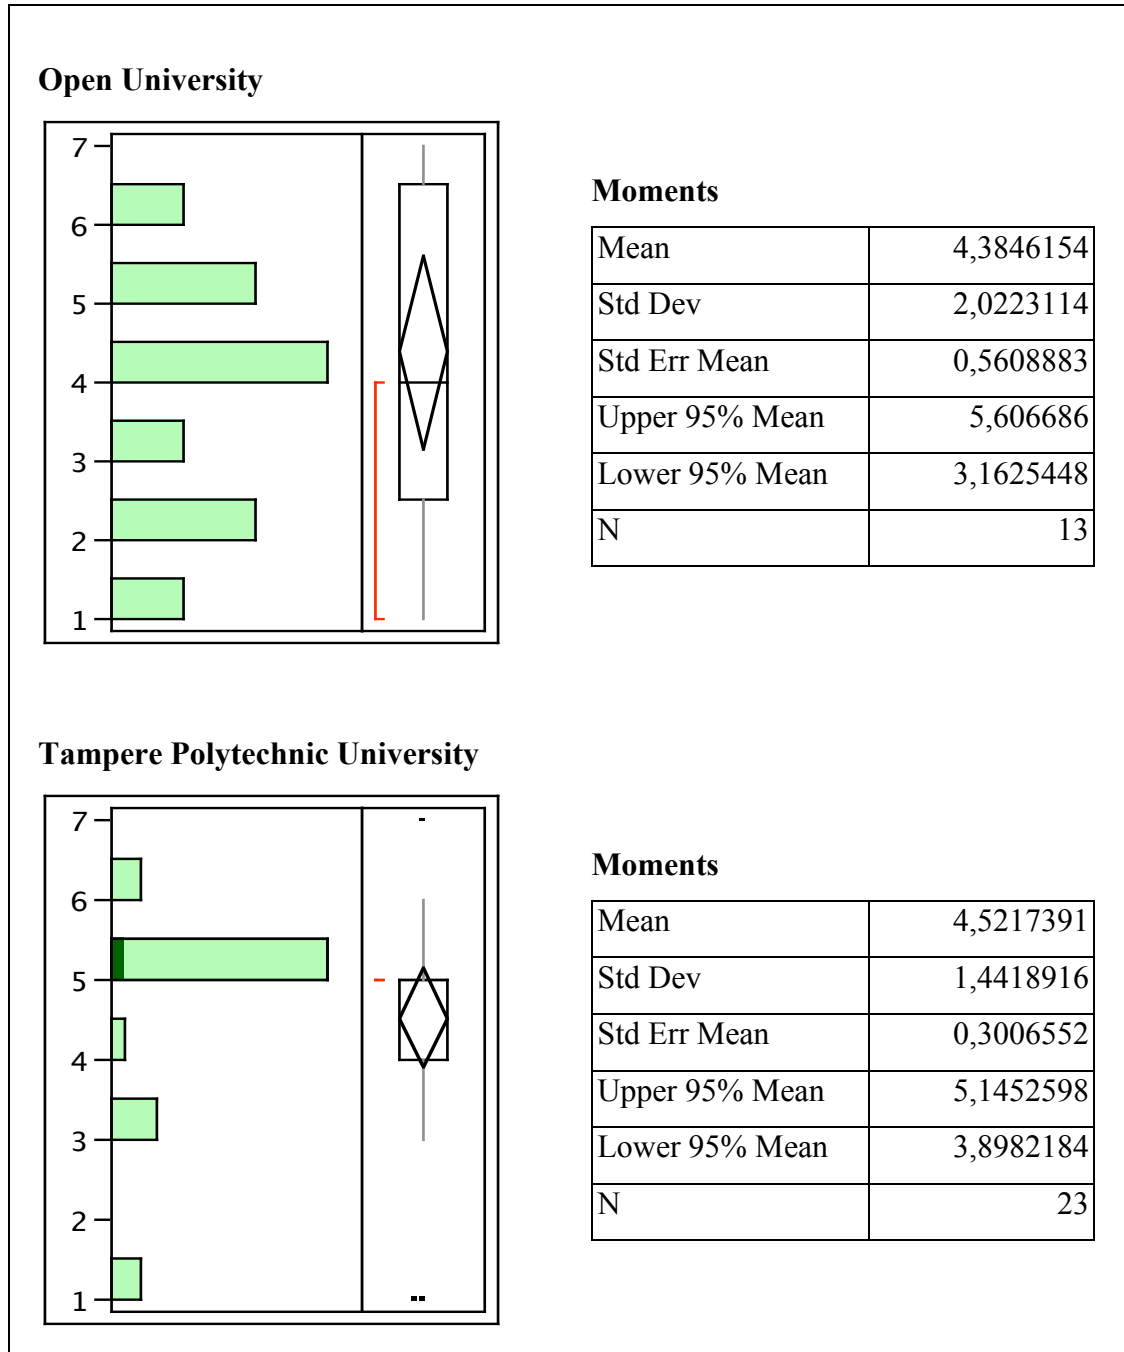 Open University
7
6
5
4
3
2
1
Moments
Mean 4,3846154
Std Dev 2,0223114
Std Err Mean 0,5608883
Upper 95% Mean 5,606686
Lower 95% Mean 3,1625448
N 13
Tampere Polytechnic University
7
6
5
4
3
2
1
Moments
Mean 4,5217391
Std Dev 1,4418916
Std Err Mean 0,3006552
Upper 95% Mean 5,1452598
Lower 95% Mean 3,8982184
N 23